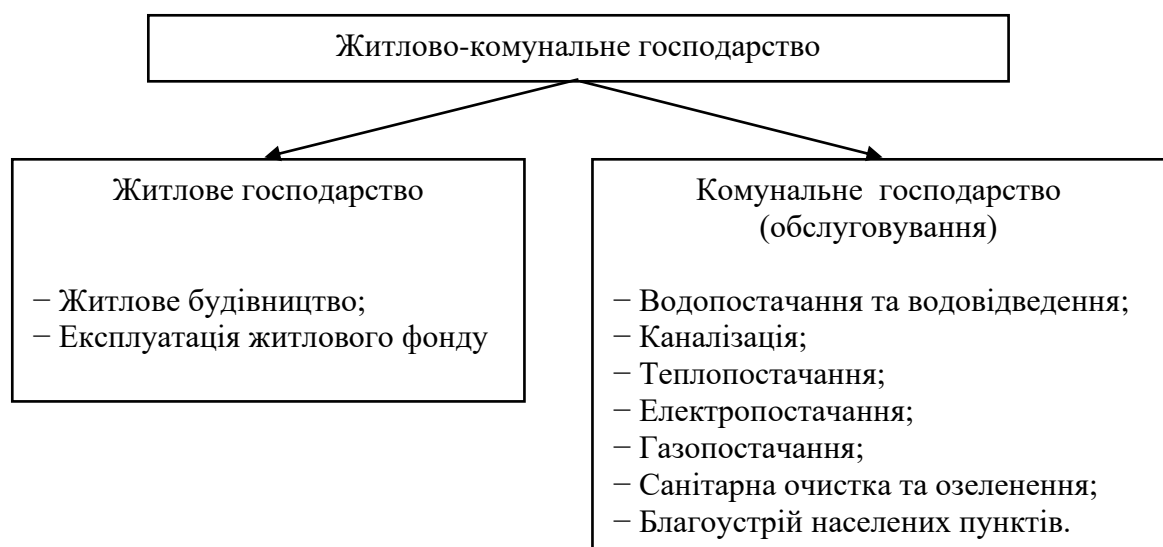 Житлово-комунальне господарство
Житлове господарство
− Житлове будівництво;
− Експлуатація житлового фонду
Комунальне господарство
(обслуговування)
− Водопостачання та водовідведення;
− Каналізація;
− Теплопостачання;
− Електропостачання;
− Газопостачання;
− Санітарна очистка та озеленення;
− Благоустрій населених пунктів.